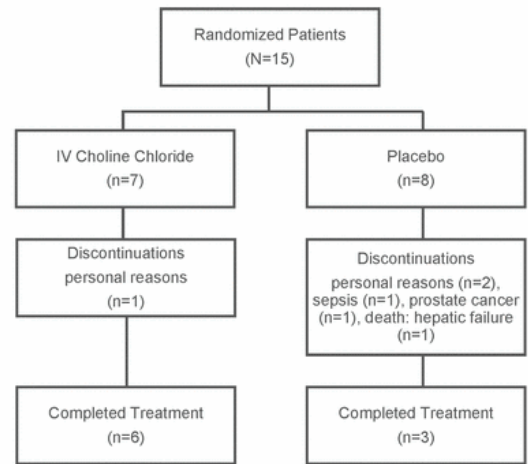 Randomized Patients
(N=15)
IV Choline Chloride
(n=7)
Placebo
(n=8)
Discontinuations
personal reasons
(n=1)
Discontinuations
personal reasons (n=2),
sepsis (n=1), prostate cancer
(n=1), death: hepatic failure
(n=1)
Completed Treatment
(n=6)
Completed Treatment
(n=3)